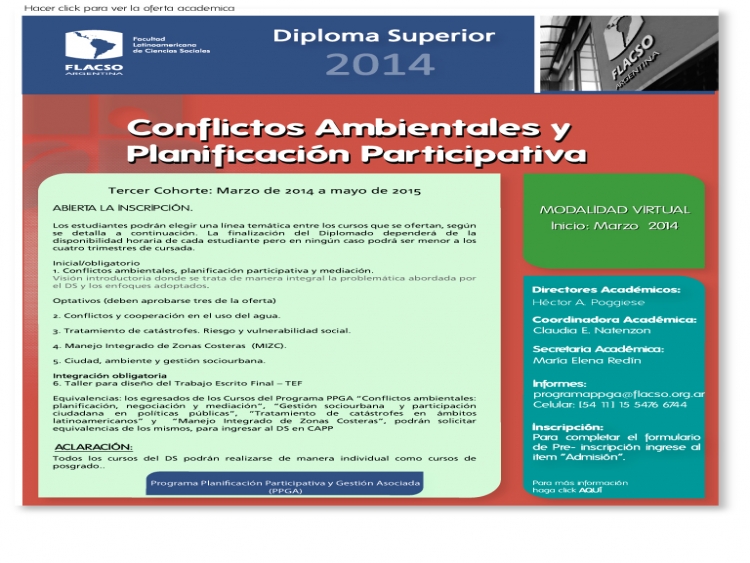 Hacer click para ver la oferta academica
FLACSO
ARGENTINA
Facultad
Latinoamericana
de Ciencias Sociales
Diploma Superior
2014
FLACSO
ARGENTINA
Conflictos Ambientales y
Planificación Participativa
Tercer Cohorte: Marzo de 2014 a mayo de 2015
ABIERTA LA INSCRIPCIÓN.
Los estudiantes podrán elegir una línea temática entre los cursos que se ofertan, según
se detalla a continuación. La finalización del Diplomado dependerá de la
disponibilidad horaria de cada estudiante pero en ningún caso podrá ser menor a los
cuatro trimestres de cursada.
Inicial/obligatorio
1. Conflictos ambientales, planificación participativa y mediación.
Visión introductoria donde se trata de manera integral la problemática abordada por
el DS y los enfoques adoptados.
Optativos (deben aprobarse tres de la oferta)
2. Conflictos y cooperación en el uso del agua.
3. Tratamiento de catástrofes. Riesgo y vulnerabilidad social.
4. Manejo Integrado de Zonas Costeras (MIZC).
5. Ciudad, ambiente y gestión sociourbana.
Integración obligatoria
6. Taller para diseño del Trabajo Escrito Final – TEF
Equivalencias: los egresados de los Cursos del Programa PPGA “Conflictos ambientales:
planificación, negociación y mediación”, “Gestión sociourbana y participación
ciudadana en políticas públicas”, “Tratamiento de catástrofes en ámbitos
latinoamericanos” y “Manejo Integrado de Zonas Costeras”, podrán solicitar
equivalencias de los mismos, para ingresar al DS en CAPP
ACLARACIÓN:
Todos los cursos del DS podrán realizarse de manera individual como cursos de
posgrado..
Programa Planificación Participativa y Gestión Asociada
(PPGA)
MODALIDAD VIRTUAL
Inicio: Marzo 2014
Directores Académicos:
Héctor A. Poggiese
Coordinadora Académica:
Claudia E. Natenzon
Secretaria Académica:
María Elena Redín
Informes:
programappga@flacso.org.ar
Celular: [54 11] 15 5476 6744
Inscripción:
Para completar el formulario
de Pre- inscripción ingrese al
item “Admisión”.
Para más información
haga click AQUÍ